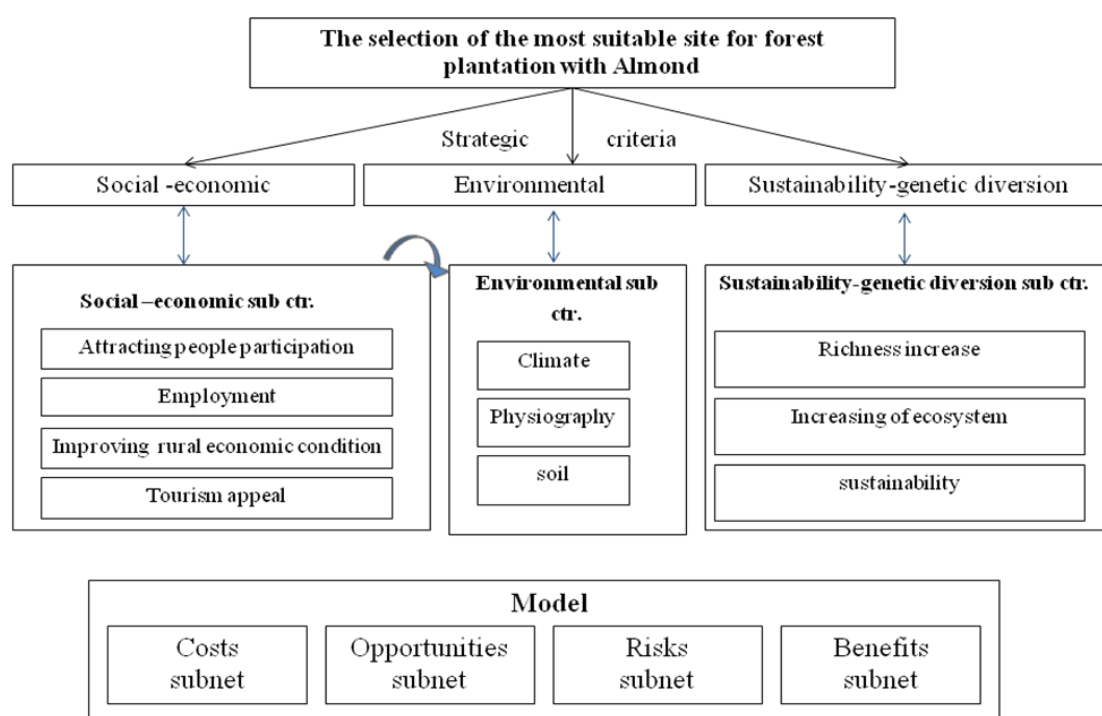 The selection of the most suitable site for forest
plantation with Almond
Strategic criteria
Social -economic
Environmental
Sustainability-genetic diversion
Social –economic sub ctr.
Attracting people participation
Employment
Improving rural economic condition
Tourism appeal
Environmental sub
ctr.
Climate
Physiography
soil
Sustainability-genetic diversion sub ctr.
Richness increase
Increasing of ecosystem
sustainability
Model
Costs
subnet
Opportunities
subnet
Risks
subnet
Benefits
subnet